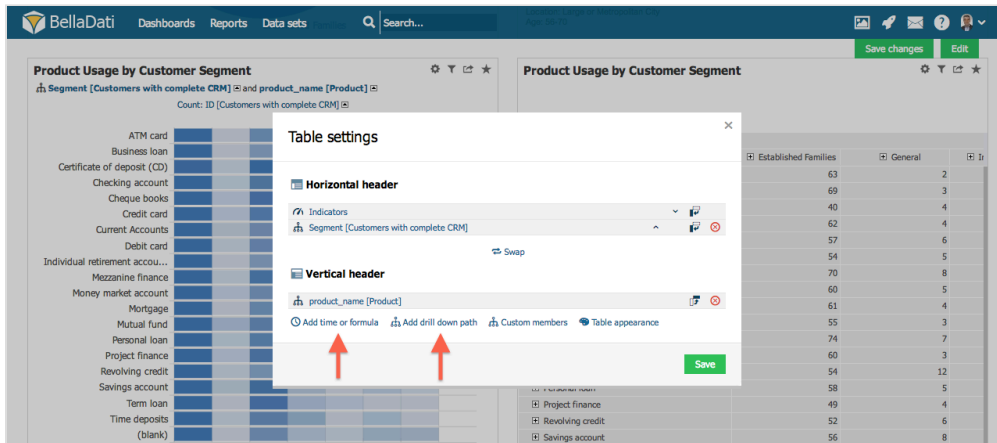 BellaDati Dashboards Reports Data sets Search...
Age: 56-75
Save changes Edit
Product Usage by Customer Segment
Segment [Customers with complete CRM] and product_name [Product]
Count: ID [Customers with complete CRM]
ATM card
Business loan
Certificate of deposit (CD)
Checking account
Cheque books
Credit card
Current Accounts
Debit card
Individual retirement accou...
Mezzanine finance
Money market account
Mortgage
Mutual fund
Personal loan
Project finance
Revolving credit
Savings account
Term loan
Time deposits
(blank)
Table settings
Horizontal header
Indicators
Segment [Customers with complete CRM]
Swap
Vertical header
product_name [Product]
Add time or formula Add drill down path Custom members Table appearance
Save
Product Usage by Customer Segment
Established Families General
63 2
69 3
40 4
62 4
57 6
54 5
70 8
60 5
61 4
55 3
74 7
60 3
54 12
Personal loan 58 5
Project finance 49 4
Revolving credit 52 6
Savings account 56 8